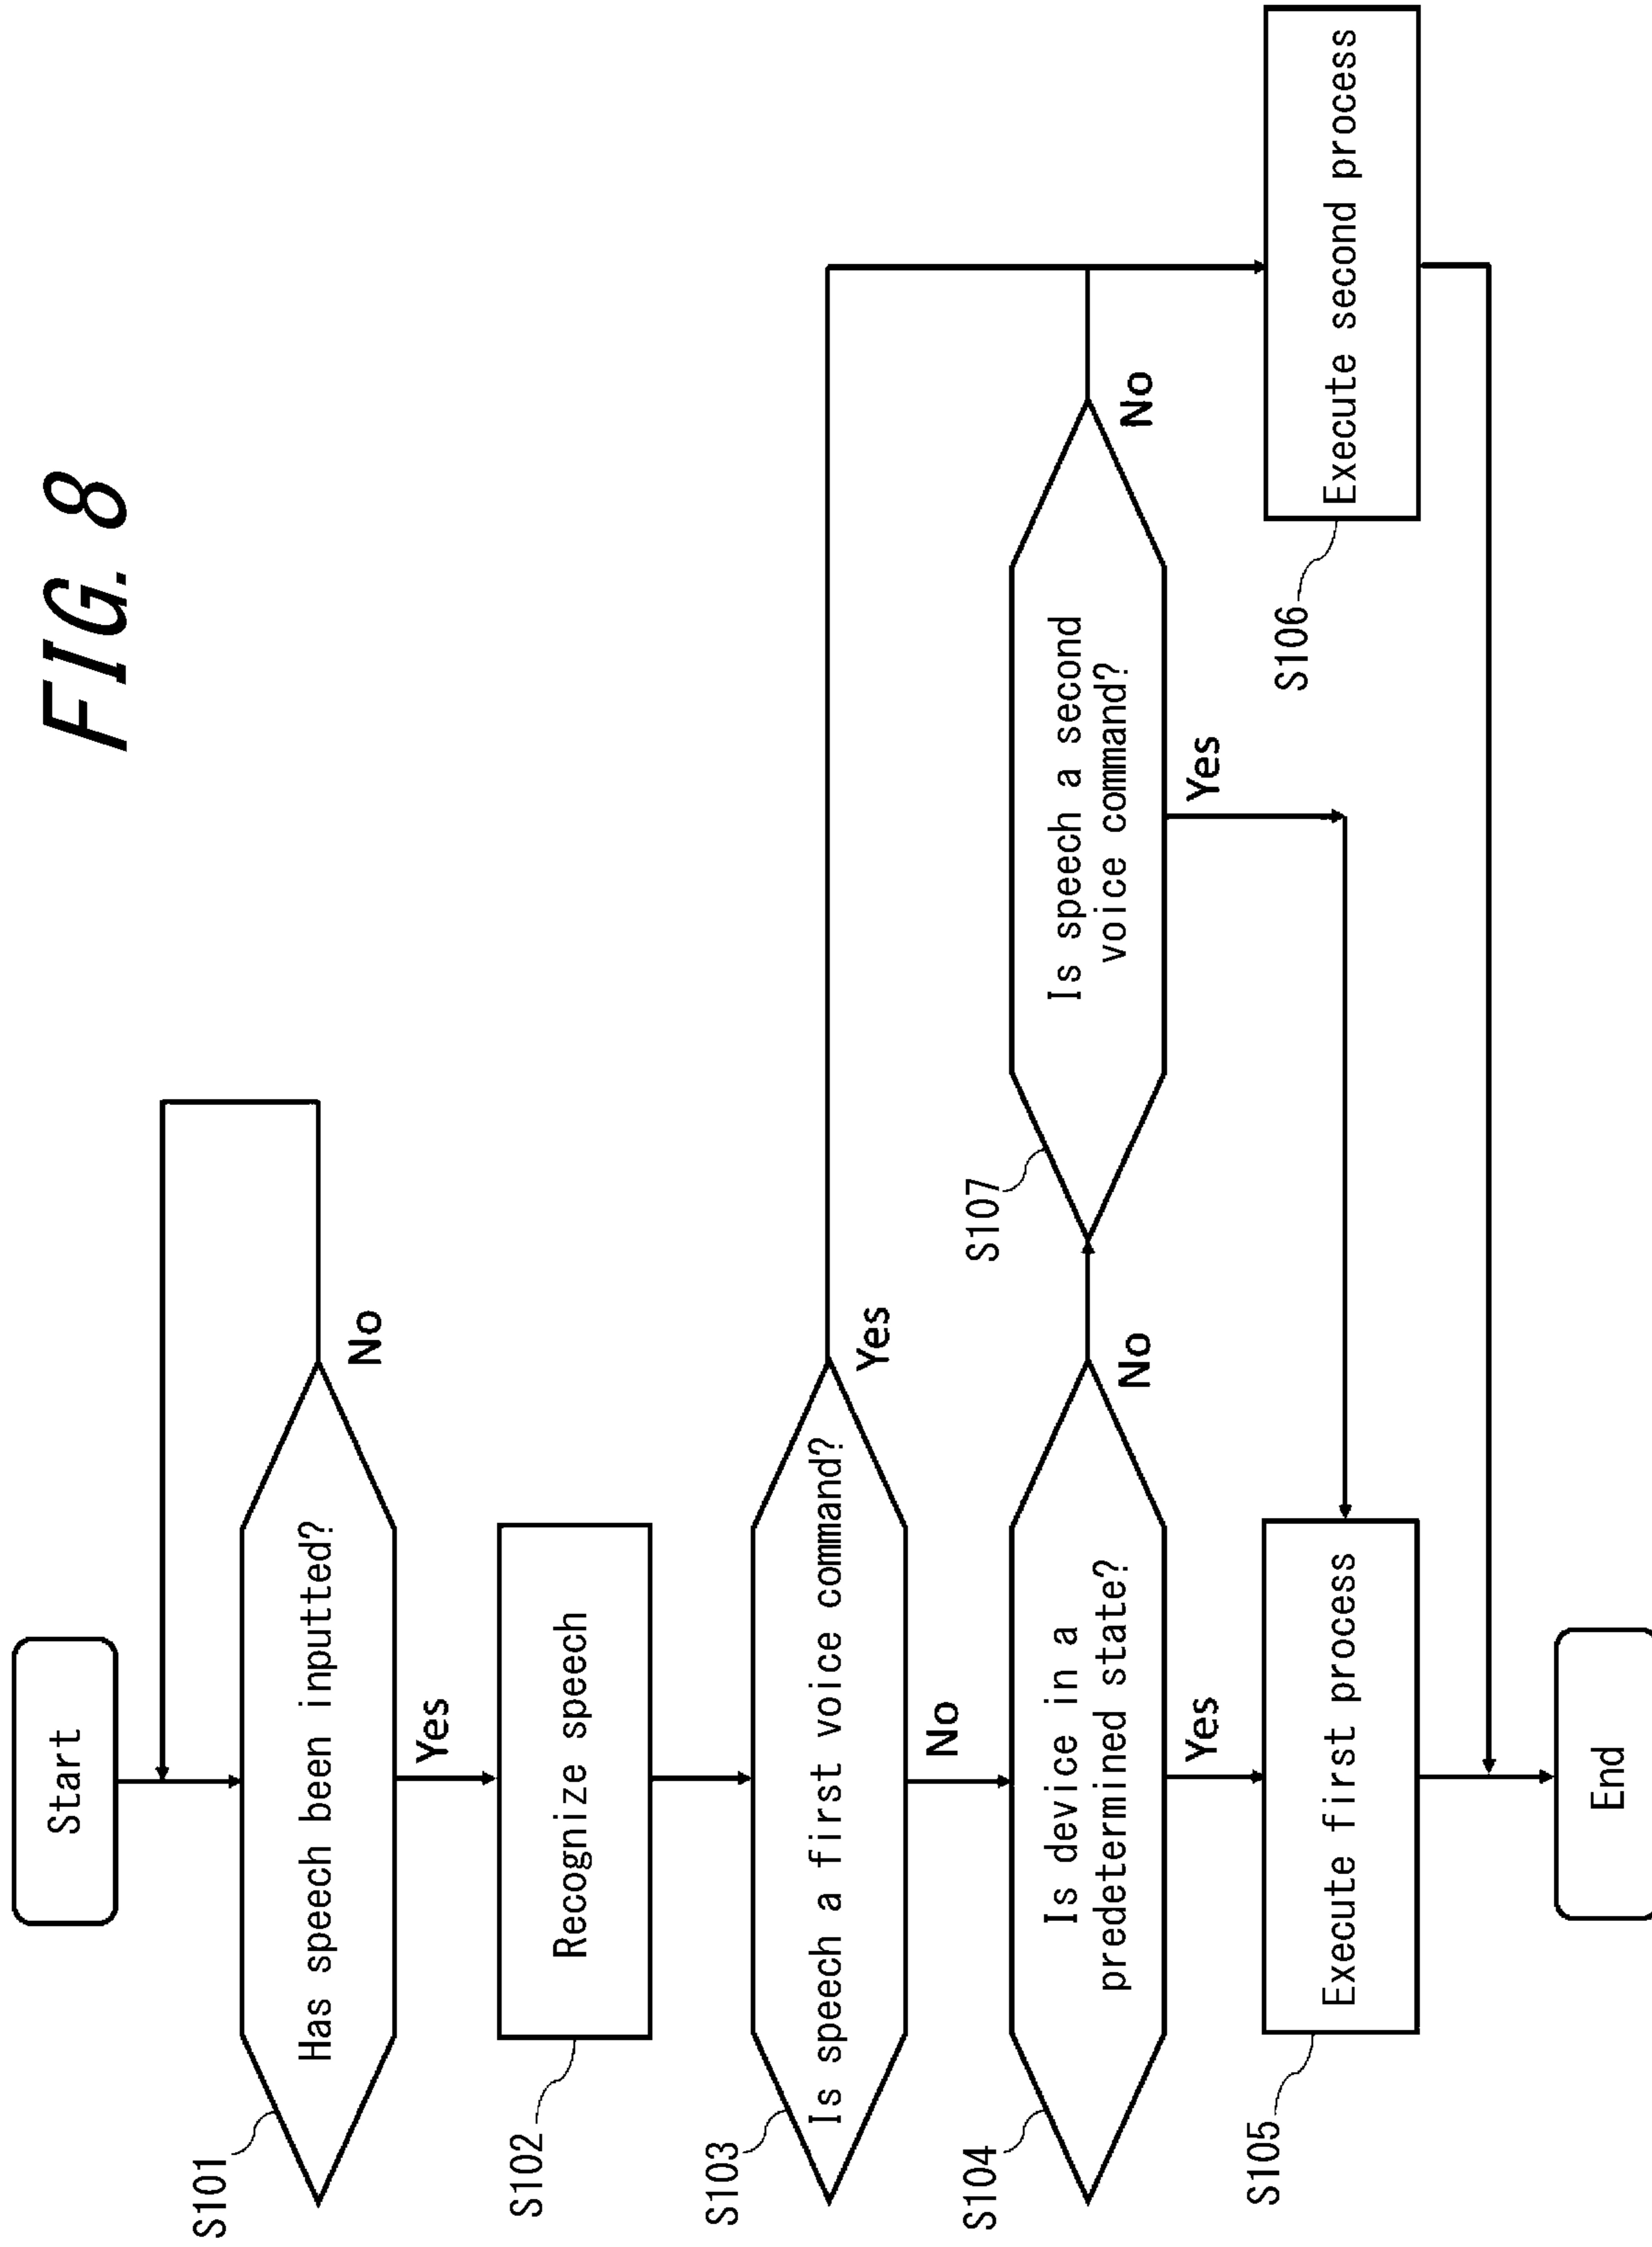 FIG. 8
Start
S101
Has speech been inputted?
No
Yes
S102
Recognize speech
S103
Is speech a first voice command?
Yes
No
S104
Is device in a
predetermined state?
No
Yes
S107
Is speech a second
voice command?
No
Yes
S105
Execute first process
S106
Execute second process
End